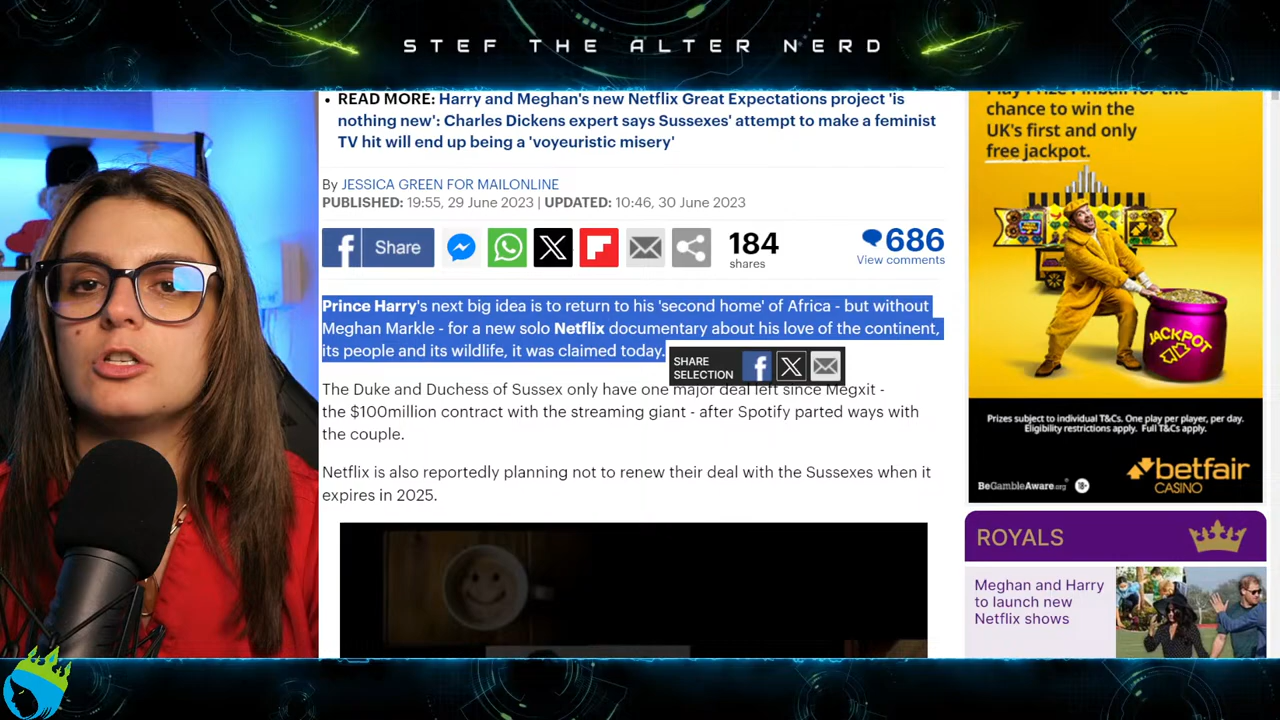 STEF THE ALTER NERD
• READ MORE: Harry and Meghan's new Netflix Great Expectations project 'is
nothing new': Charles Dickens expert says Sussexes' attempt to make a feminist
TV hit will end up being a 'voyeuristic misery'
By JESSICA GREEN FOR MAILONLINE
PUBLISHED: 19:55, 29 June 2023 | UPDATED: 10:46, 30 June 2023
f Share
184
shares
686
View comments
Prince Harry's next big idea is to return to his 'second home' of Africa - but without
Meghan Markle - for a new solo Netflix documentary about his love of the continent,
its people and its wildlife, it was claimed today.
SHARE
SELECTION
The Duke and Duchess of Sussex only have one major deal left since Megxit -
the $100million contract with the streaming giant - after Spotify parted ways with
the couple.
Netflix is also reportedly planning not to renew their deal with the Sussexes when it
expires in 2025.
chance to win the
UK's first and only
free jackpot.
JACKPOT
Prizes subject to individual T&Cs. One play per player, per day.
Eligibility restrictions apply. Full T&Cs apply.
BeGambleAware.org
18+
betfair
CASINO
ROYALS
Meghan and Harry
to launch new
Netflix shows